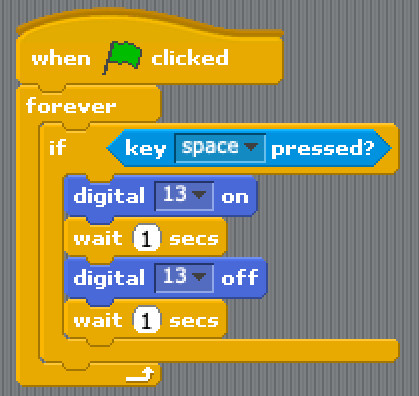 when clicked
forever
if key space pressed?
digital 13 on
wait 1 secs
digital 13 off
wait 1 secs